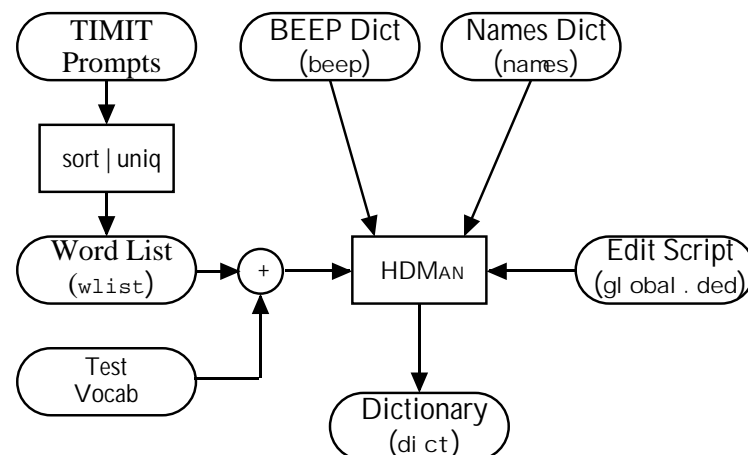 TIMIT
Prompts
BEEP Dict
(beep)
Names Dict
(names)
sort | uniq
Word List
(wlist)
+
HDMAN
Edit Script
(global.ded)
Test
Vocab
Dictionary
(dict)